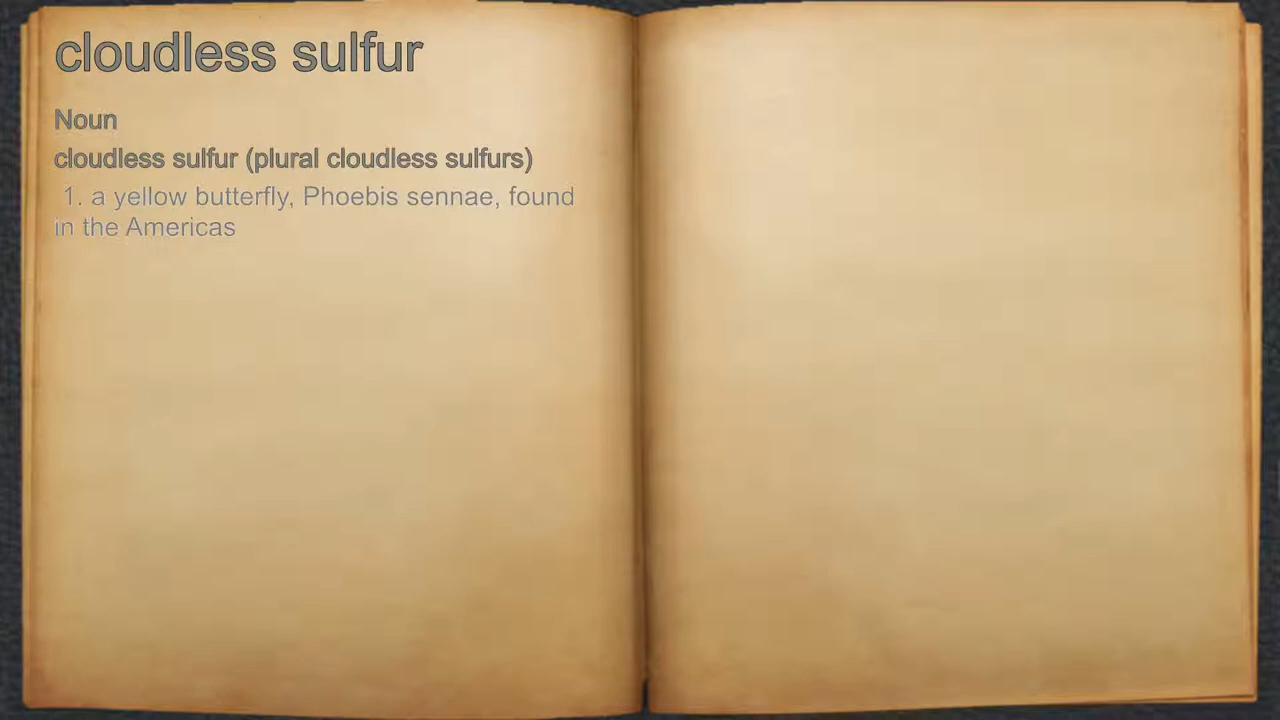 cloudless sulfur
Noun
cloudless sulfur (plural cloudless sulfurs)
1. a yellow butterfly, Phoebis sennae, found
in the Americas